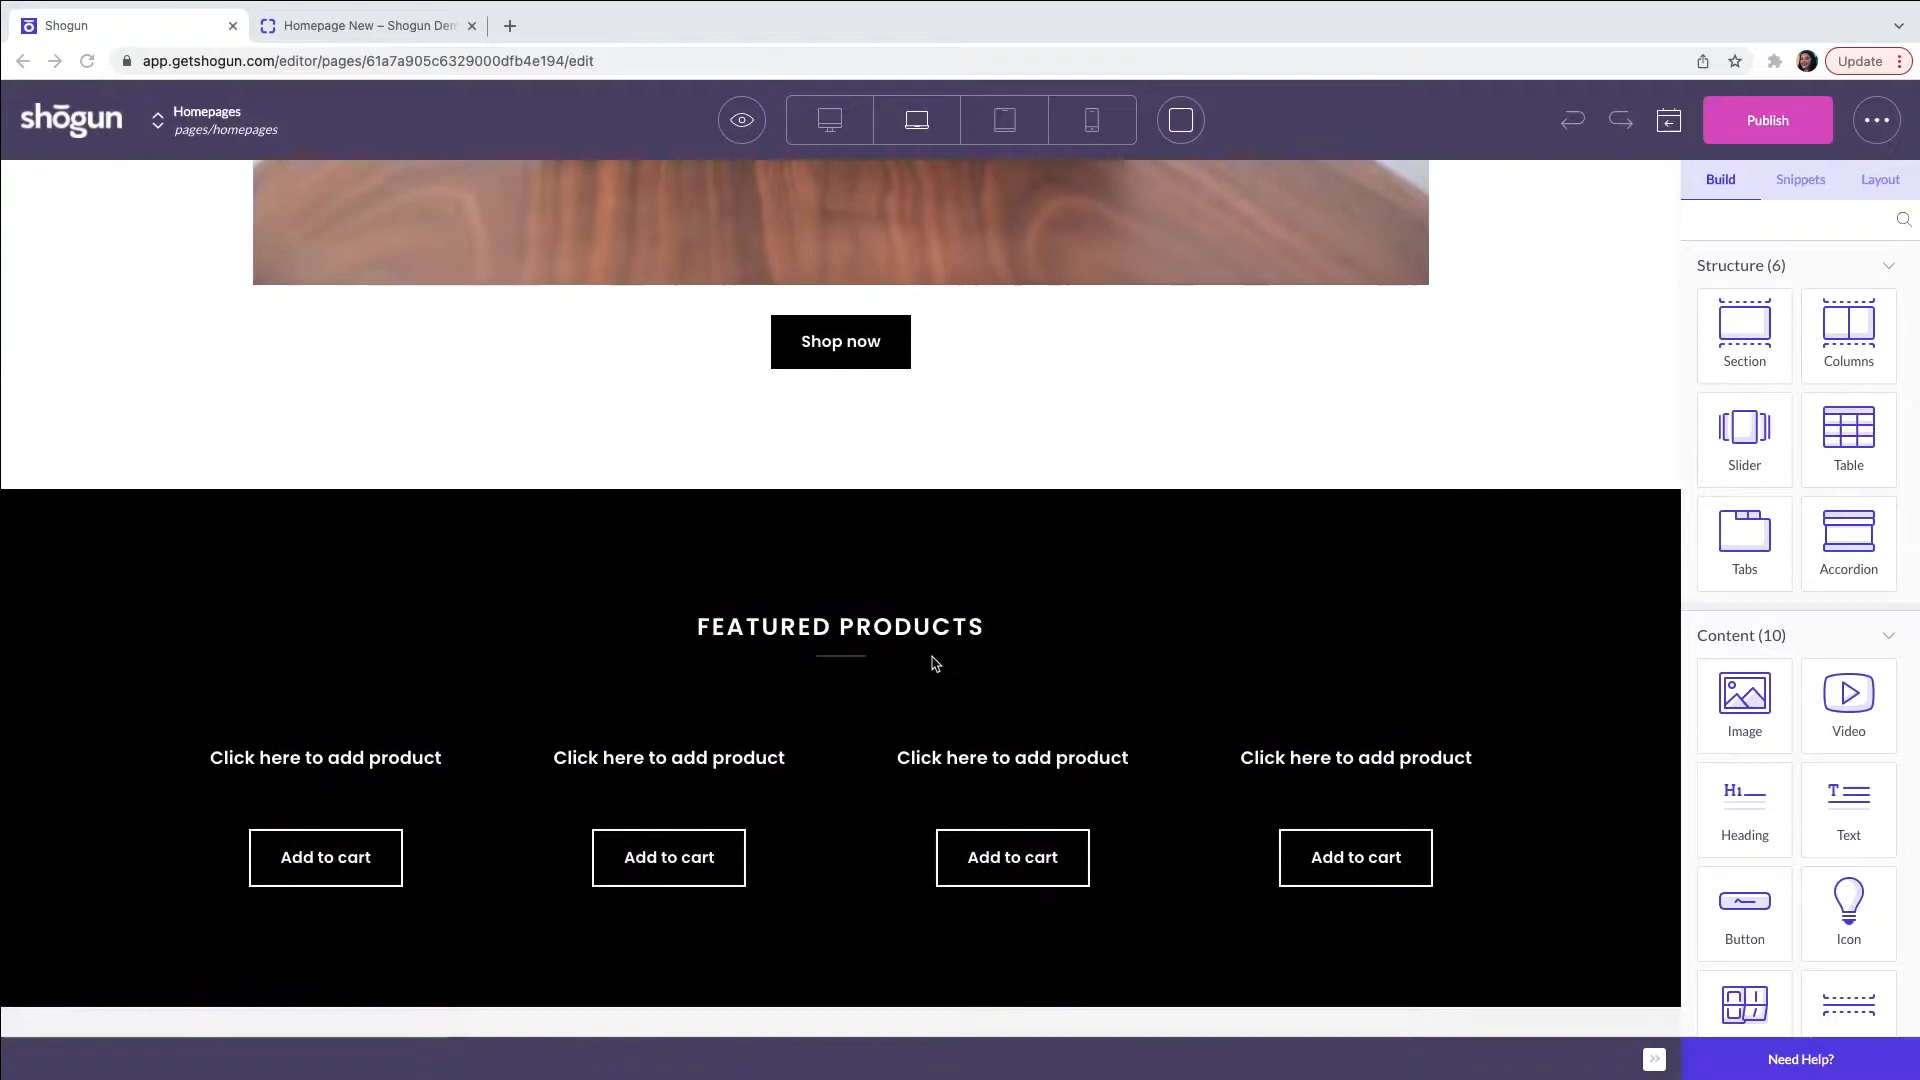 Shogun
Homepage New – Shogun Dem
app.getshogun.com/editor/pages/61a7a905c6329000dfb4e194/edit
Update
shōgun
Homepages
pages/homepages
Publish
Build
Snippets
Layout
Shop now
Structure (6)
Section
Columns
Slider
Table
Tabs
Accordion
FEATURED PRODUCTS
Click here to add product
Click here to add product
Click here to add product
Click here to add product
Add to cart
Add to cart
Add to cart
Add to cart
Content (10)
Image
Video
H1
Heading
T
Text
Button
Icon
Need Help?